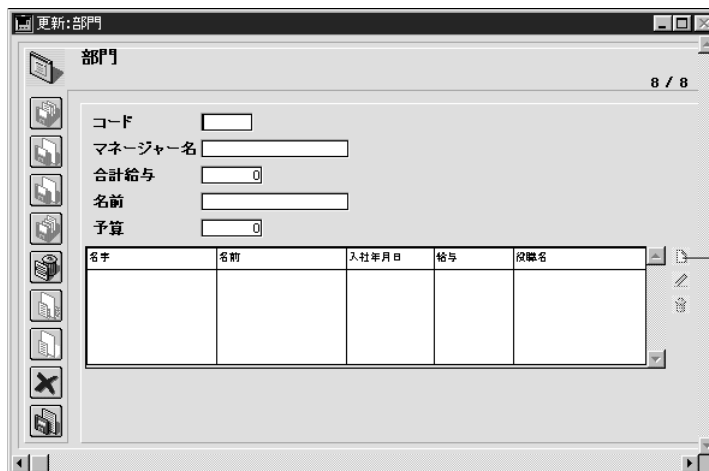 更新:部門
部門
8 / 8
コード
マネージャー名
合計給与 0
名前
予算 0
名字 名前 入社年月日 給与 役職名